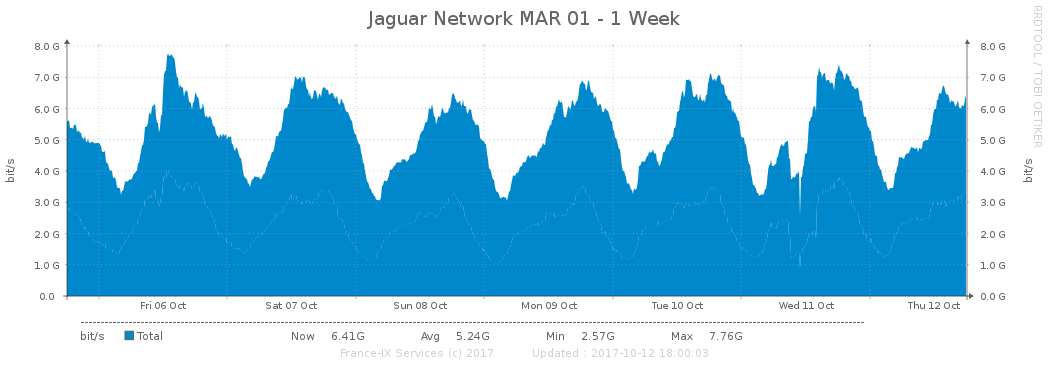 Jaguar Network MAR 01 - 1 Week
RRDTOOL / TOBI OETIKER
bit/s
bit/s
8.0 G 8.0 G
7.0 G 7.0 G
6.0 G 6.0 G
5.0 G 5.0 G
4.0 G 4.0 G
3.0 G 3.0 G
2.0 G 2.0 G
1.0 G 1.0 G
0.0 0.0 G
Fri 06 Oct Sat 07 Oct Sun 08 Oct Mon 09 Oct Tue 10 Oct Wed 11 Oct Thu 12 Oct
bit/s Total Now 6.41G Avg 5.24G Min 2.57G Max 7.76G
France-IX Services (c) 2017 Updated : 2017-10-12 18:00:03